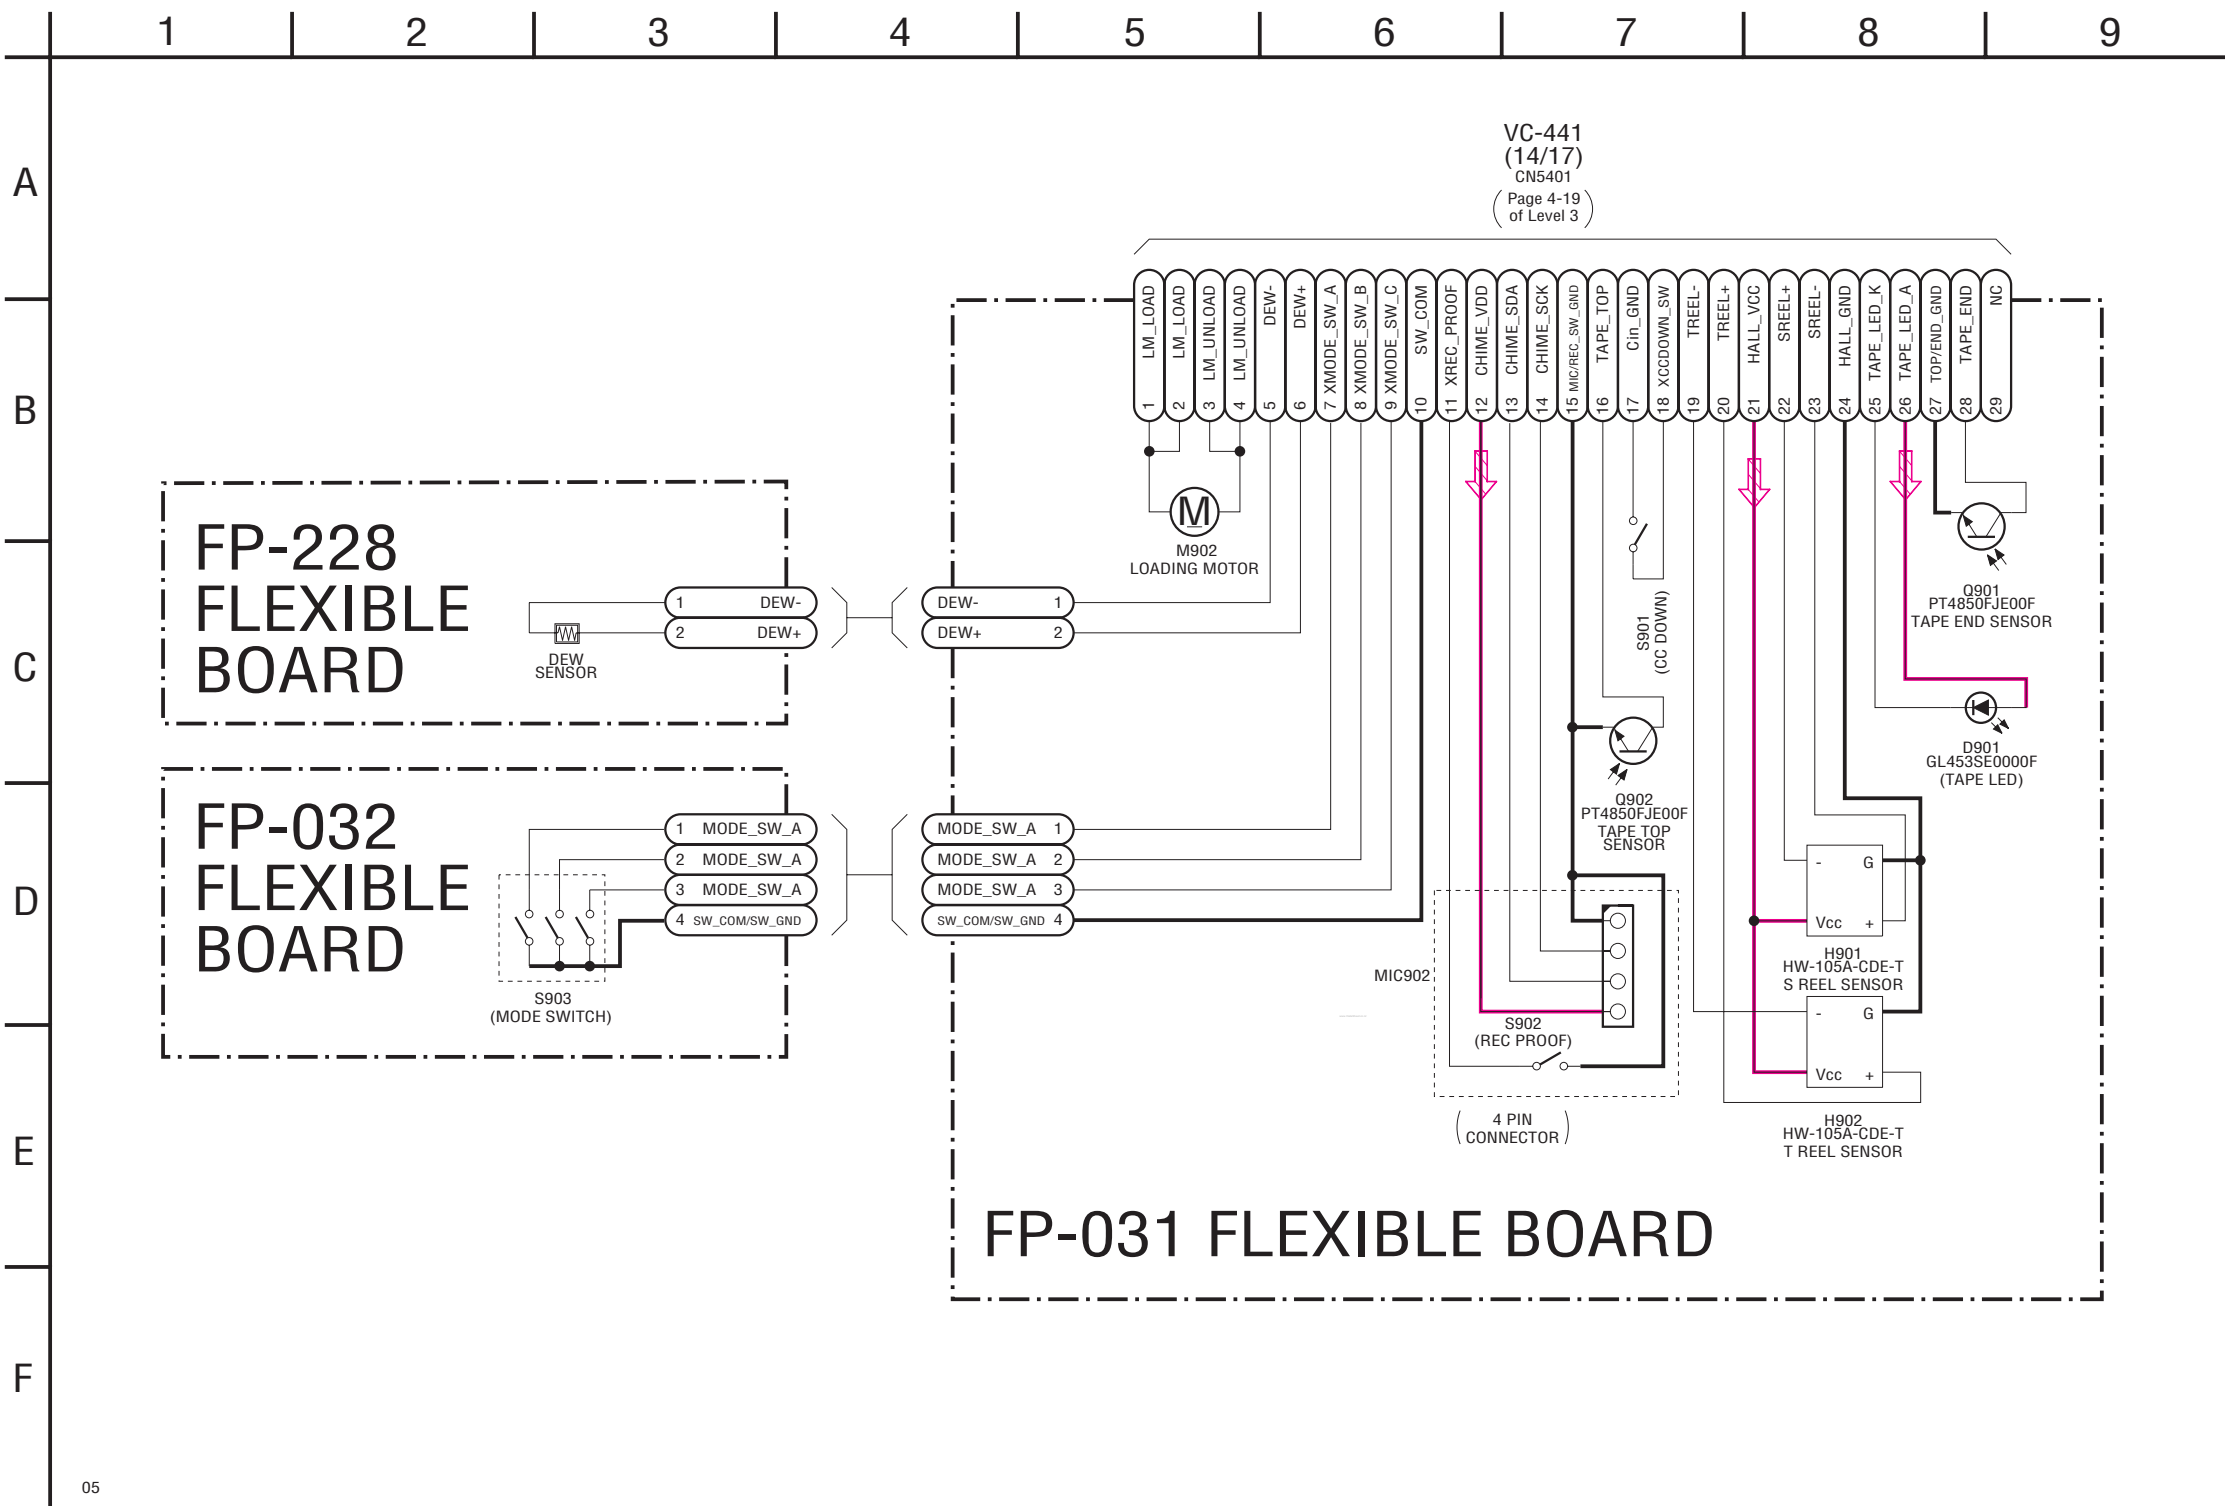 1 2 3 4 5 6 7 8 9
A
B
C
D
E
F
VC-441
(14/17)
CN5401
Page 4-19
of Level 3
1 LM_LOAD
2 LM_LOAD
3 LM_UNLOAD
4 LM_UNLOAD
5 DEW-
6 DEW+
7 XMODE_SW_A
8 XMODE_SW_B
9 XMODE_SW_C
10 SW_COM
11 XREC_PROOF
12 CHIME_VDD
13 CHIME_SDA
14 CHIME_SCK
15 MIC/REC_SW_GND
16 TAPE_TOP
17 Cin_GND
18 XCCDOWN_SW
19 TREEL-
20 TREEL+
21 HALL_VCC
22 SREEL+
23 SREEL-
24 HALL_GND
25 TAPE_LED_K
26 TAPE_LED_A
27 TOP/END_GND
28 TAPE_END
29 NC
M
M902
LOADING MOTOR
FP-228
FLEXIBLE
BOARD
1 DEW-
2 DEW+
DEW
SENSOR
DEW- 1
DEW+ 2
S901
(CC DOWN)
Q901
PT4850FJE00F
TAPE END SENSOR
D901
GL453SE0000F
(TAPE LED)
Q902
PT4850FJE00F
TAPE TOP
SENSOR
FP-032
FLEXIBLE
BOARD
1 MODE_SW_A
2 MODE_SW_A
3 MODE_SW_A
4 SW_COM/SW_GND
MODE_SW_A 1
MODE_SW_A 2
MODE_SW_A 3
SW_COM/SW_GND 4
S903
(MODE SWITCH)
MIC902
S902
(REC PROOF)
4 PIN
CONNECTOR
- G
Vcc +
H901
HW-105A-CDE-T
S REEL SENSOR
- G
Vcc +
H902
HW-105A-CDE-T
T REEL SENSOR
FP-031 FLEXIBLE BOARD
05